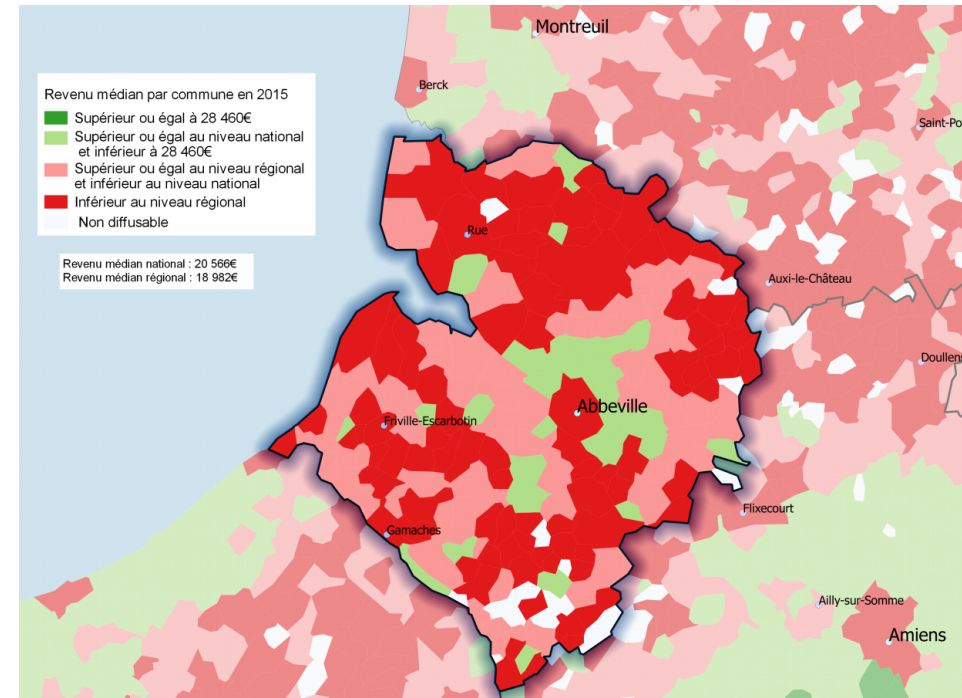 Montreuil
Berck
Revenu médian par commune en 2015
Supérieur ou égal à 28 460€
Supérieur ou égal au niveau national
et inférieur à 28 460€
Supérieur ou égal au niveau régional
et inférieur au niveau national
Inférieur au niveau régional
Non diffusable
Saint-Po
Rue
Revenu médian national : 20 566€
Revenu médian régional : 18 982€
Auxi-le-Château
Doullens
Abbeville
Friville-Escarbotin
Flixecourt
Gamaches
Ailly-sur-Somme
Amiens